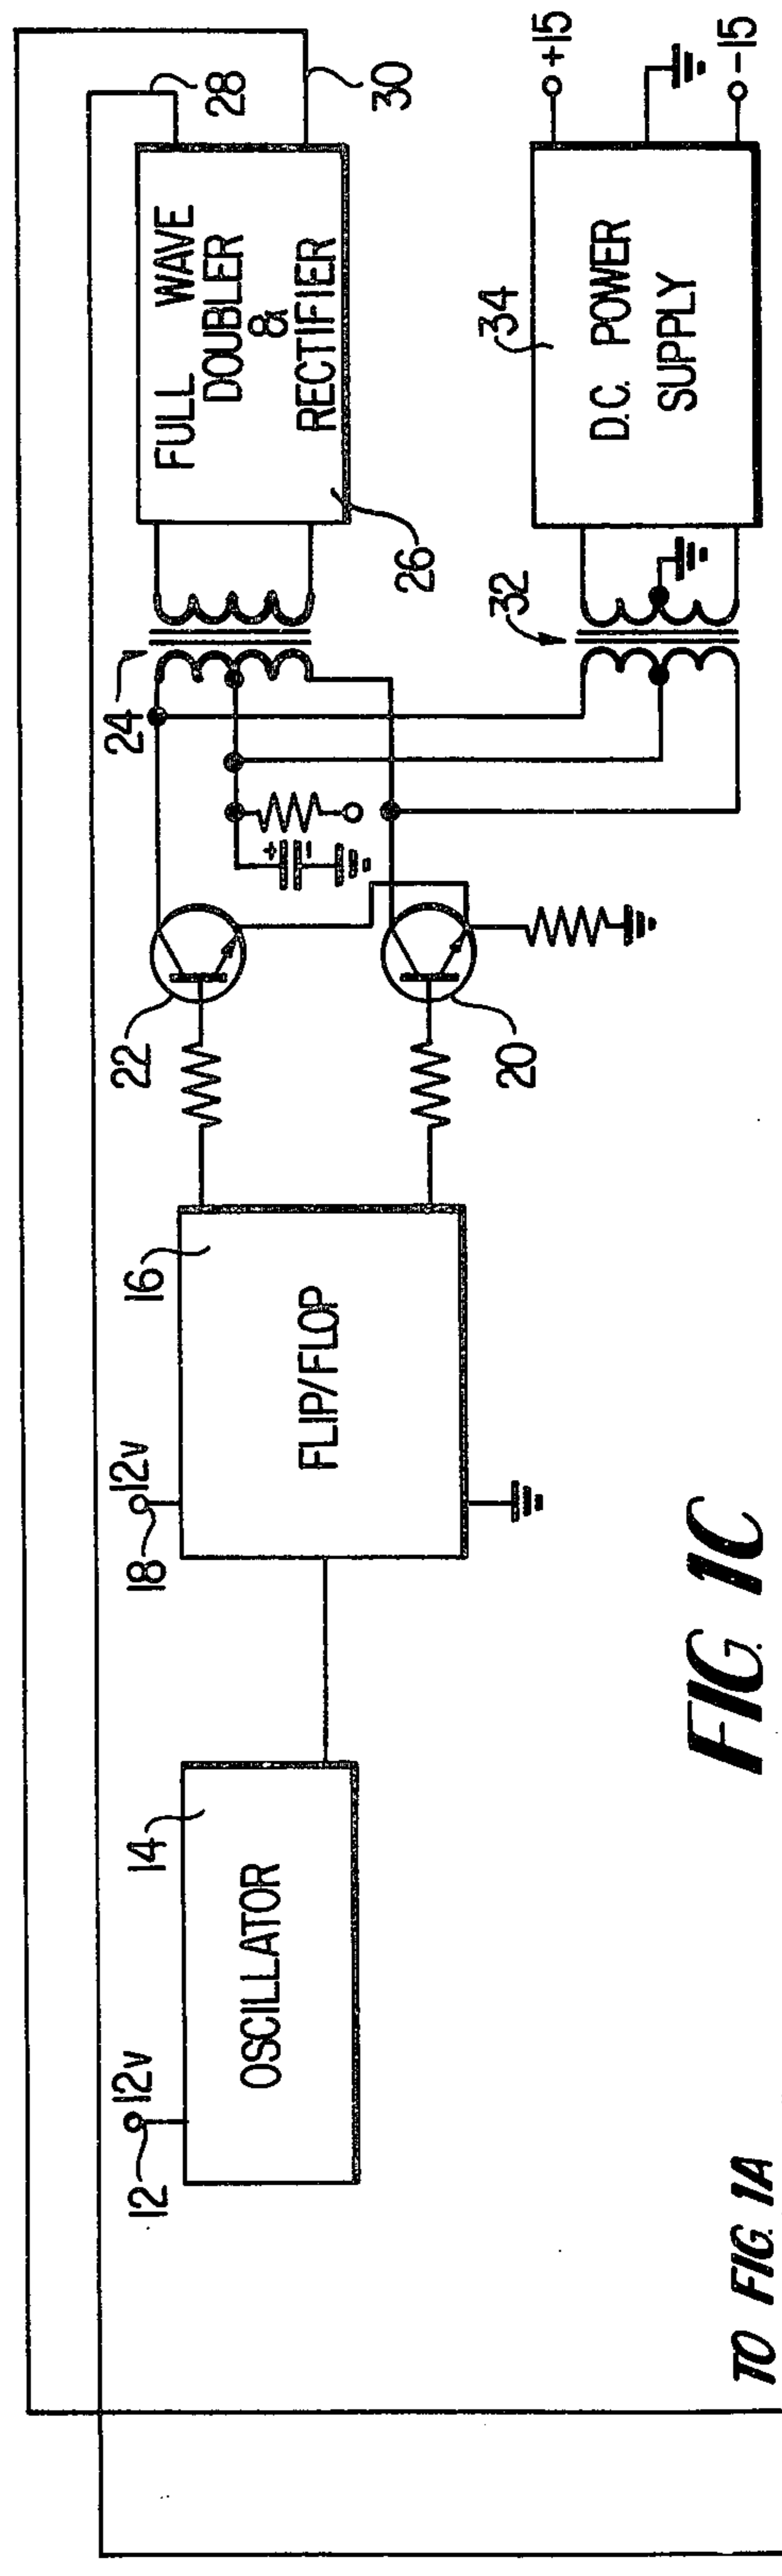 12
12v
14
OSCILLATOR
18
12v
16
FLIP/FLOP
22
20
24
+
-
FULL WAVE
DOUBLER
&
RECTIFIER
26
28
30
32
34
D.C. POWER
SUPPLY
+15
-15
TO FIG. 1A
FIG. 1C